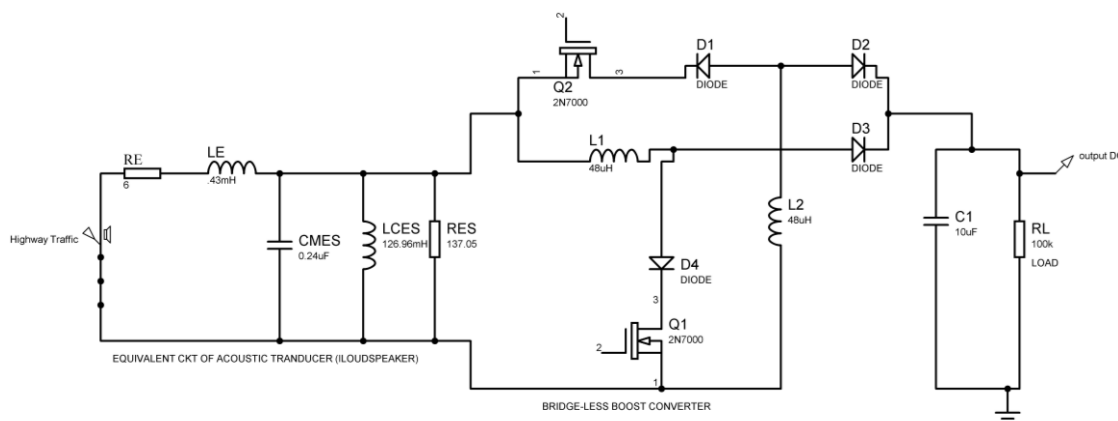 2
1
3
Q2
2N7000
D1
DIODE
D2
DIODE
L1
48uH
D3
DIODE
output DC
RE
6
LE
.43mH
Highway Traffic
CMES
0.24uF
LCES
126.96mH
RES
137.05
L2
48uH
C1
10uF
RL
100k
LOAD
D4
DIODE
3
Q1
2N7000
2
1
EQUIVALENT CKT OF ACOUSTIC TRANDUCER (lLOUDSPEAKER)
BRIDGE-LESS BOOST CONVERTER